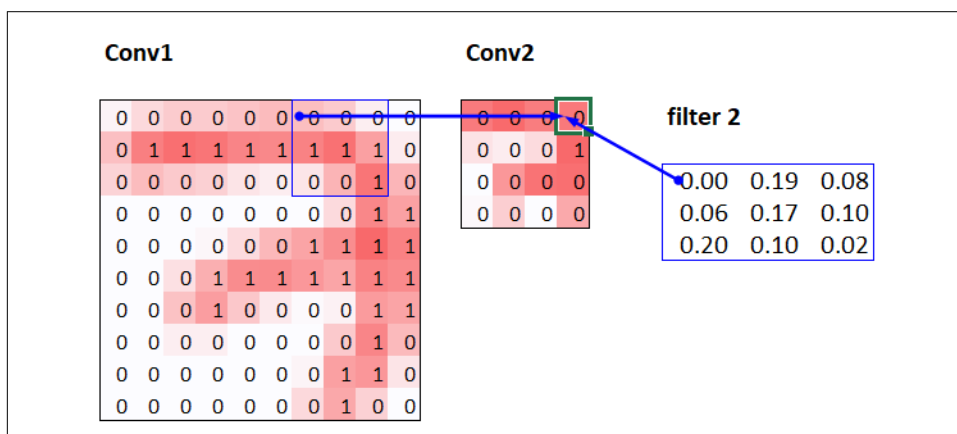 Conv1 Conv2
filter 2
0 0 0 0 0 0 0 0 0 0
0 1 1 1 1 1 1 1 1 0
0 0 0 0 0 0 0 0 1 0
0 0 0 0 0 0 0 0 1 1
0 0 0 0 0 0 1 1 1 1
0 0 0 1 1 1 1 1 1 1
0 0 0 1 0 0 0 0 1 1
0 0 0 0 0 0 0 0 1 0
0 0 0 0 0 0 0 1 1 0
0 0 0 0 0 0 0 1 0 0
0 0 0 0
0 0 0 1
0 0 0 0
0 0 0 0
0.00 0.19 0.08
0.06 0.17 0.10
0.20 0.10 0.02